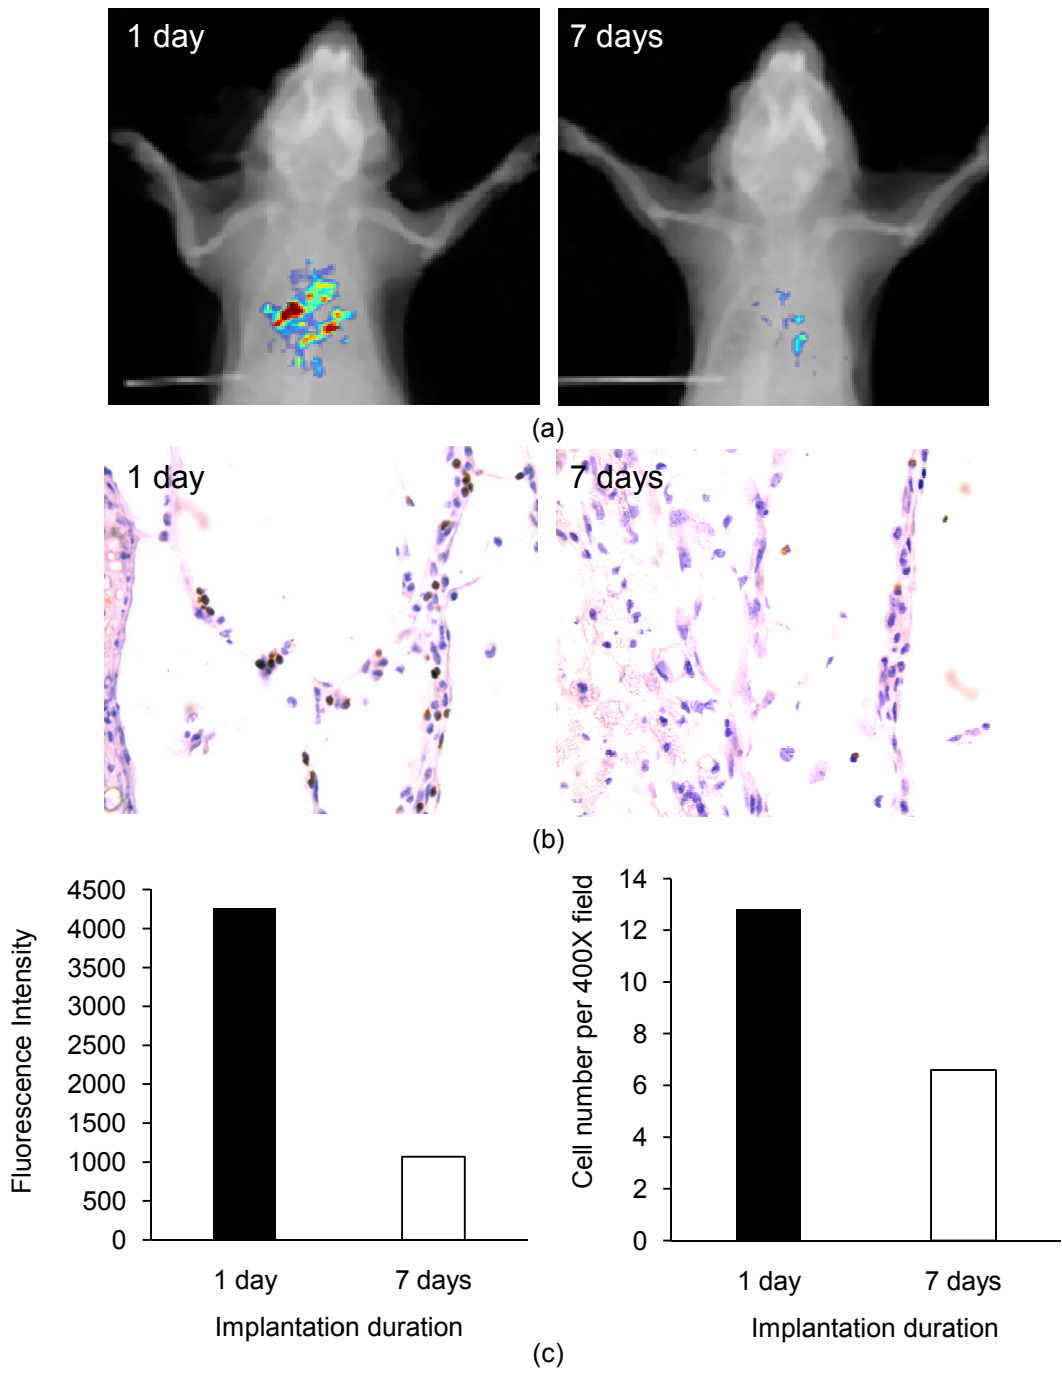 1 day
7 days
(a)
1 day
7 days
(b)
4500
4000
3500
3000
2500
2000
1500
1000
500
0
Fluorescence Intensity
1 day
7 days
Implantation duration
14
12
10
8
6
4
2
0
Cell number per 400X field
1 day
7 days
Implantation duration
(c)